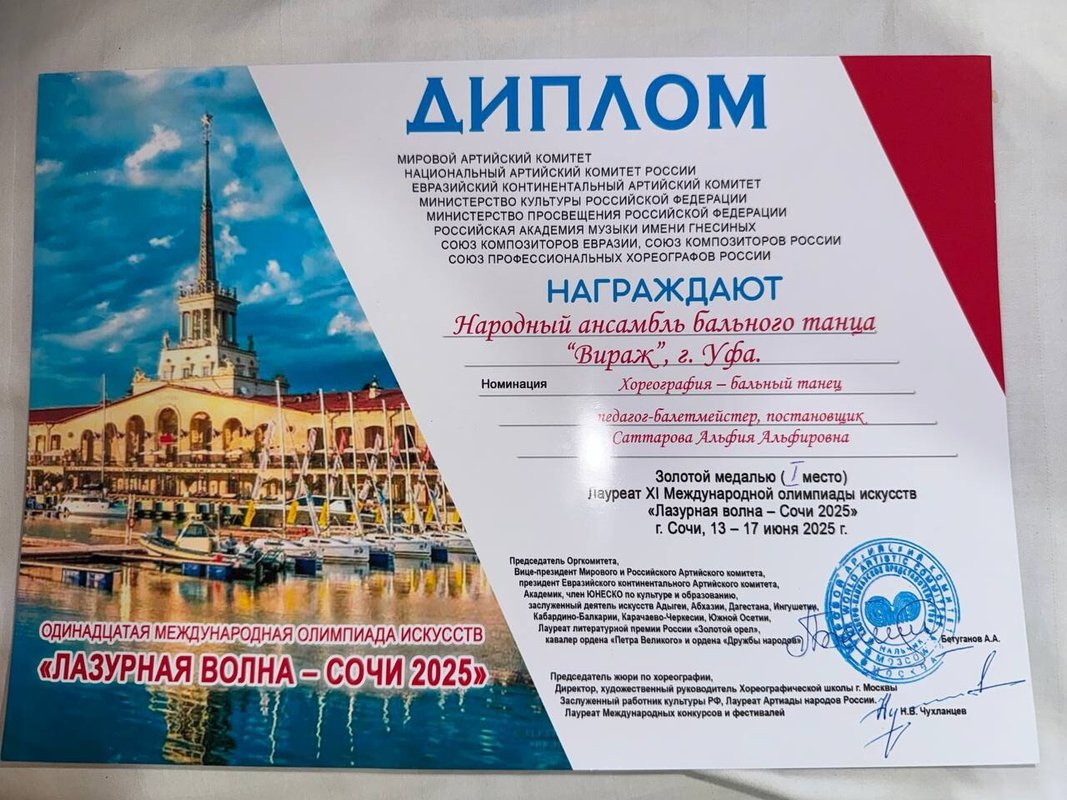 ДИПЛОМ
МИРОВОЙ АРТИЙСКИЙ КОМИТЕТ
НАЦИОНАЛЬНЫЙ АРТИЙСКИЙ КОМИТЕТ РОССИИ
ЕВРАЗИЙСКИЙ КОНТИНЕНТАЛЬНЫЙ АРТИЙСКИЙ КОМИТЕТ
МИНИСТЕРСТВО КУЛЬТУРЫ РОССИЙСКОЙ ФЕДЕРАЦИИ
МИНИСТЕРСТВО ПРОСВЕЩЕНИЯ РОССИЙСКОЙ ФЕДЕРАЦИИ
РОССИЙСКАЯ АКАДЕМИЯ МУЗЫКИ ИМЕНИ ГНЕСИНЫХ
СОЮЗ КОМПОЗИТОРОВ ЕВРАЗИИ, СОЮЗ КОМПОЗИТОРОВ РОССИИ
СОЮЗ ПРОФЕССИОНАЛЬНЫХ ХОРЕОГРАФОВ РОССИИ
НАГРАЖДАЮТ
Народный ансамбль бального танца
“Вираж”, г. Уфа.
Номинация Хореография – бальный танец
педагог-балетмейстер, постановщик
Саттарова Альфия Альфировна
Золотой медалью (I место)
Лауреат XI Международной олимпиады искусств
«Лазурная волна – Сочи 2025»
г. Сочи, 13 – 17 июня 2025 г.
Председатель Оргкомитета,
Вице-президент Мирового и Российского Артийского комитета,
президент Евразийского континентального Артийского комитета,
Академик, член ЮНЕСКО по культуре и образованию,
заслуженный деятель искусств Адыгеи, Абхазии, Дагестана, Ингушетии,
Кабардино-Балкарии, Карачаево-Черкесии, Южной Осетии,
Лауреат литературной премии России «Золотой орел»,
кавалер ордена «Петра Великого» и ордена «Дружбы народов»
Бетуганов А.А.
Председатель жюри по хореографии,
Директор, художественный руководитель Хореографической школы г. Москвы
Заслуженный работник культуры РФ, Лауреат Артиады народов России.
Лауреат Международных конкурсов и фестивалей
Н.В. Чухланцев
ОДИНАДЦАТАЯ МЕЖДУНАРОДНАЯ ОЛИМПИАДА ИСКУССТВ
«ЛАЗУРНАЯ ВОЛНА – СОЧИ 2025»